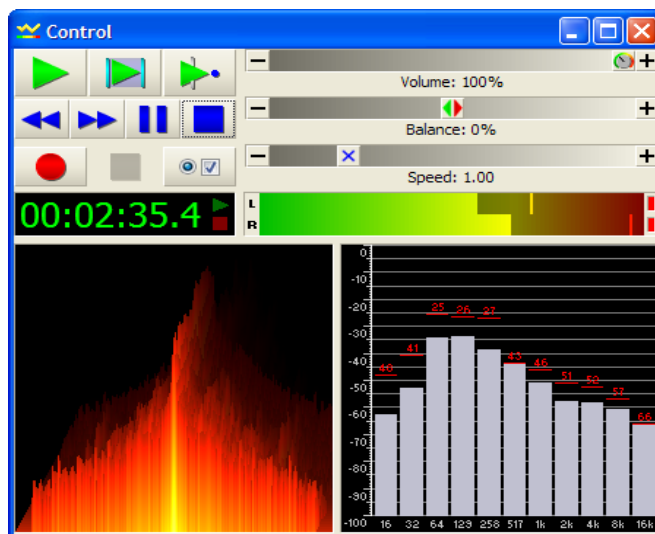 Control
Volume: 100%
Balance: 0%
Speed: 1.00
00:02:35.4
L
R
0
-10
-20
-30
-40
-50
-60
-70
-80
-90
-100
40 41 25 26 27 43 46 51 52 57 66
16 32 64 129 258 517 1k 2k 4k 8k 16k